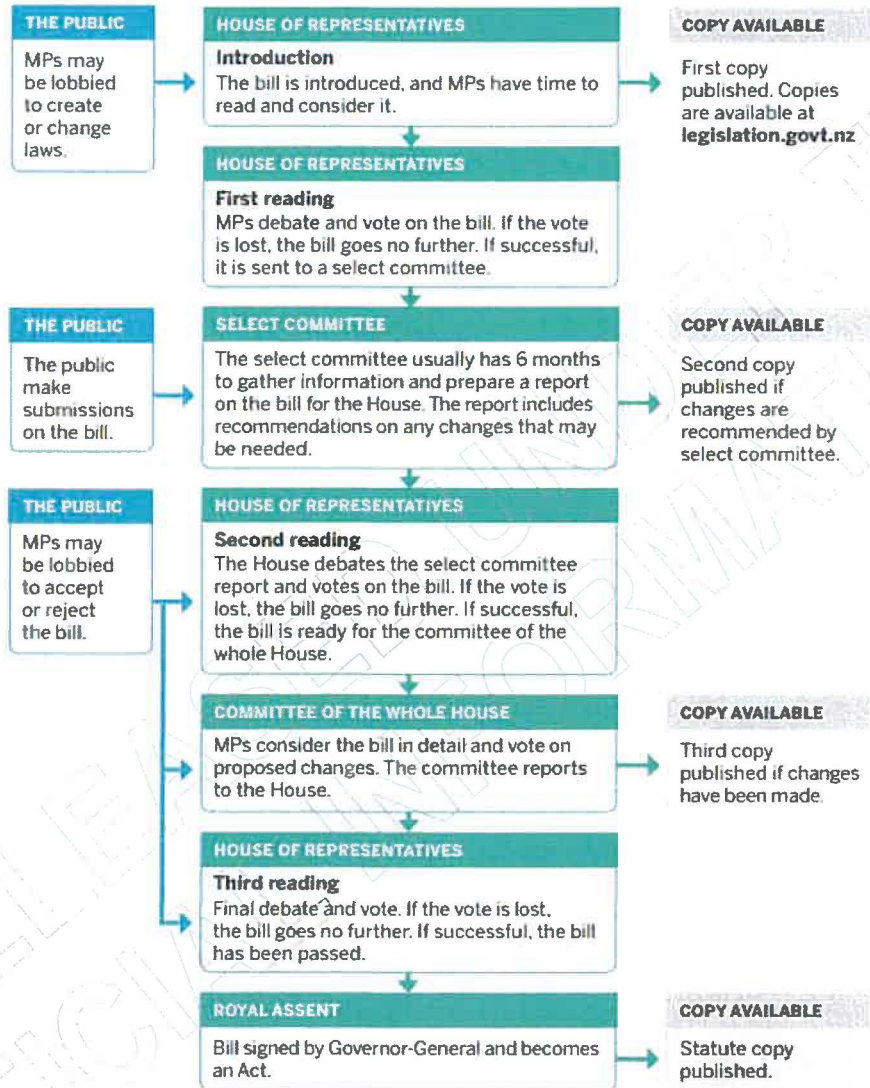 THE PUBLIC
MPs may
be lobbied
to create
or change
laws.
HOUSE OF REPRESENTATIVES
Introduction
The bill is introduced, and MPs have time to
read and consider it.
COPY AVAILABLE
First copy
published. Copies
are available at
legislation.govt.nz
HOUSE OF REPRESENTATIVES
First reading
MPs debate and vote on the bill. If the vote
is lost, the bill goes no further. If successful,
it is sent to a select committee.
THE PUBLIC
The public
make
submissions
on the bill.
SELECT COMMITTEE
The select committee usually has 6 months
to gather information and prepare a report
on the bill for the House. The report includes
recommendations on any changes that may
be needed.
COPY AVAILABLE
Second copy
published if
changes are
recommended by
select committee.
THE PUBLIC
MPs may
be lobbied
to accept
or reject
the bill.
HOUSE OF REPRESENTATIVES
Second reading
The House debates the select committee
report and votes on the bill. If the vote is
lost, the bill goes no further. If successful,
the bill is ready for the committee of the
whole House.
COMMITTEE OF THE WHOLE HOUSE
MPs consider the bill in detail and vote on
proposed changes. The committee reports
to the House.
COPY AVAILABLE
Third copy
published if changes
have been made.
HOUSE OF REPRESENTATIVES
Third reading
Final debate and vote. If the vote is lost,
the bill goes no further. If successful, the bill
has been passed.
ROYAL ASSENT
Bill signed by Governor-General and becomes
an Act.
COPY AVAILABLE
Statute copy
published.